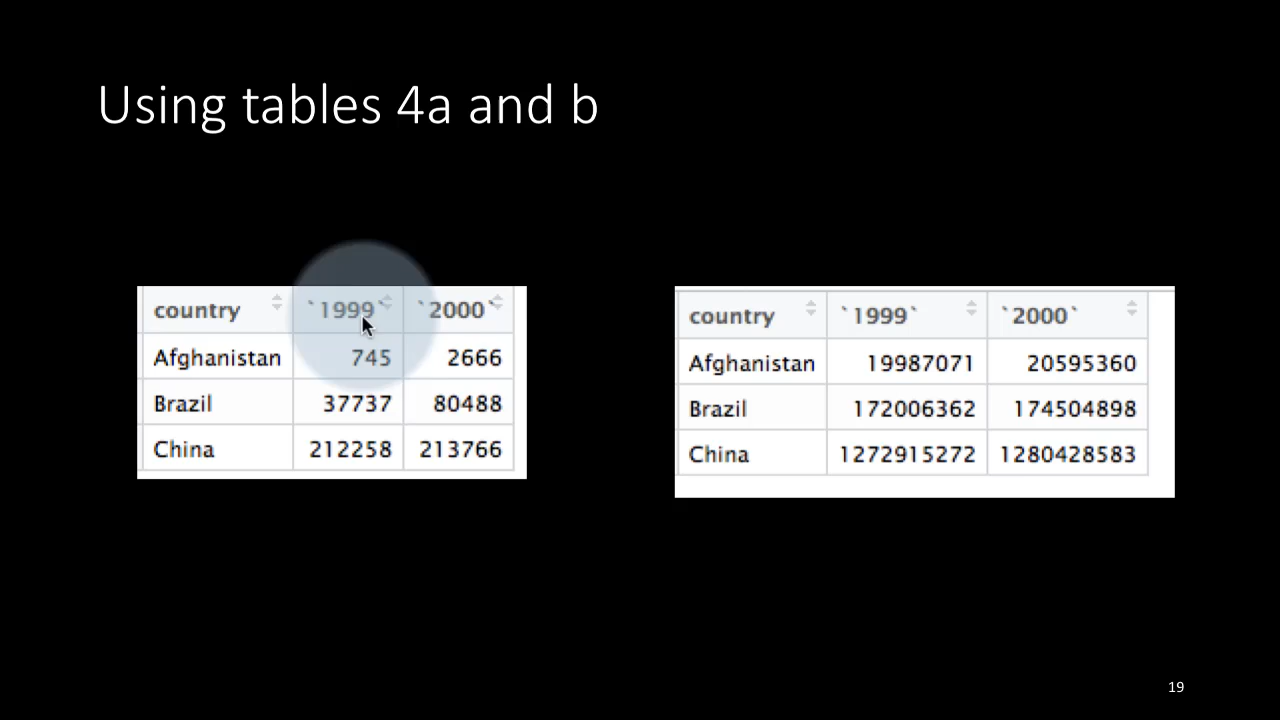 Using tables 4a and b
country `1999` `2000`
Afghanistan 745 2666
Brazil 37737 80488
China 212258 213766
country `1999` `2000`
Afghanistan 19987071 20595360
Brazil 172006362 174504898
China 1272915272 1280428583
19